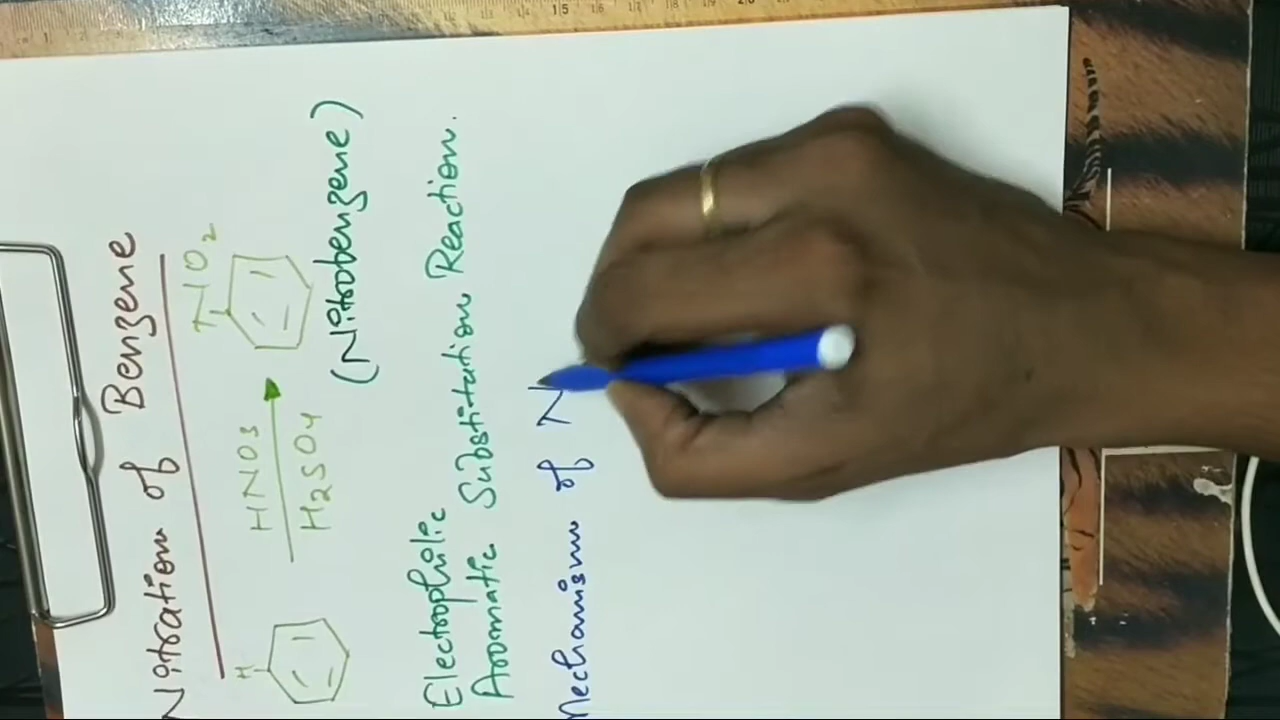 Nitration of Benzene
H HNO3 NO2
H2SO4
(Nitrobenzene)
Electrophilic
Aromatic Substitution Reaction.
Mechanism of N